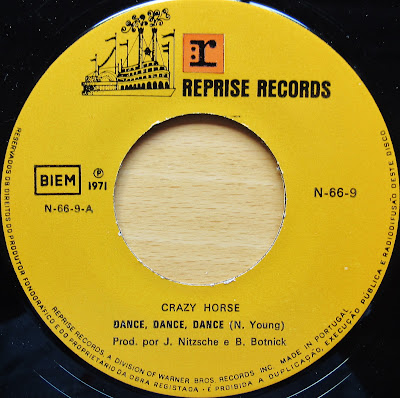 r:
REPRISE RECORDS
BIEM
℗
1971
N-66-9-A
N-66-9
CRAZY HORSE
DANCE, DANCE, DANCE (N. Young)
Prod. por J. Nitzsche e B. Botnick
REPRISE RECORDS, A DIVISION OF WARNER BROS. RECORDS INC. MADE IN PORTUGAL
RESERVADOS OS DIREITOS DO PRODUTOR FONOGRÁFICO E DO PROPRIETÁRIO DA OBRA REGISTADA - É PROIBIDA A DUPLICAÇÃO, EXECUÇÃO PÚBLICA E RADIODIFUSÃO DESTE DISCO